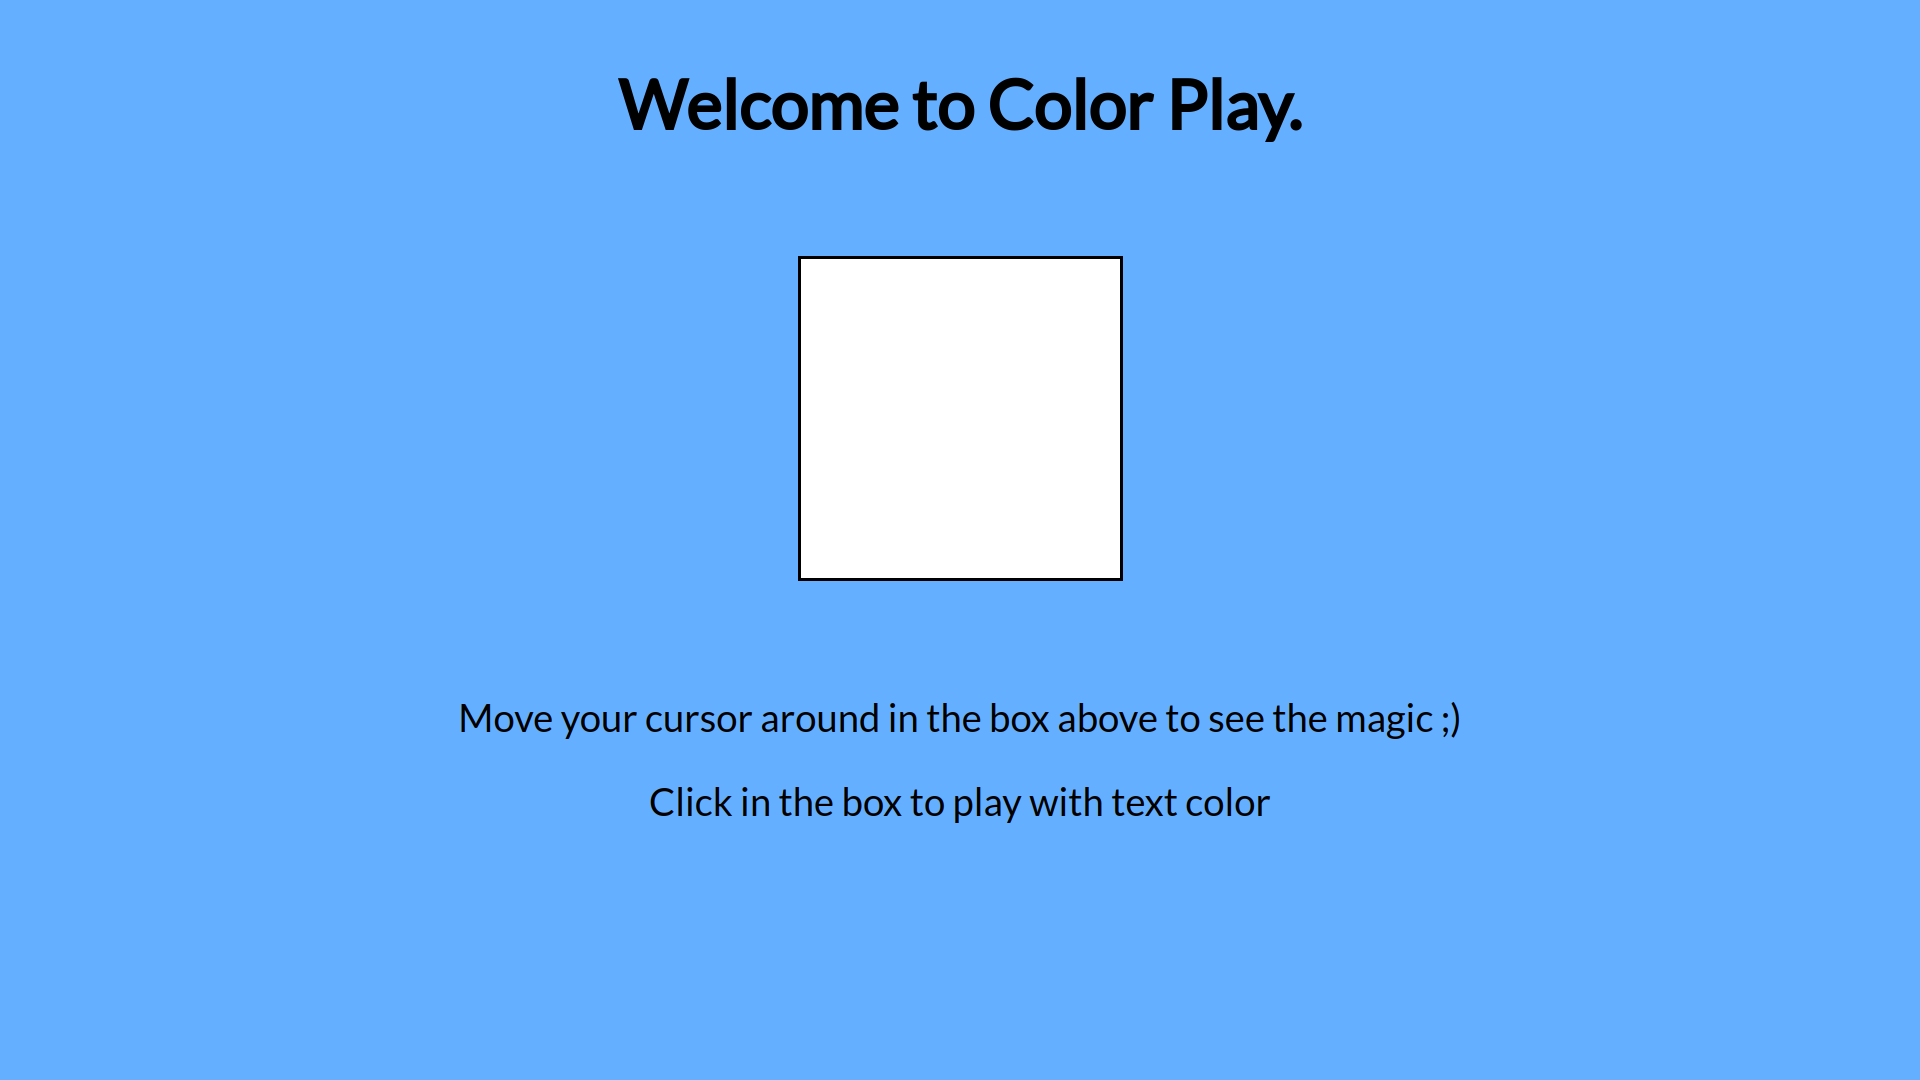 Welcome to Color Play.
Move your cursor around in the box above to see the magic ;)
Click in the box to play with text color